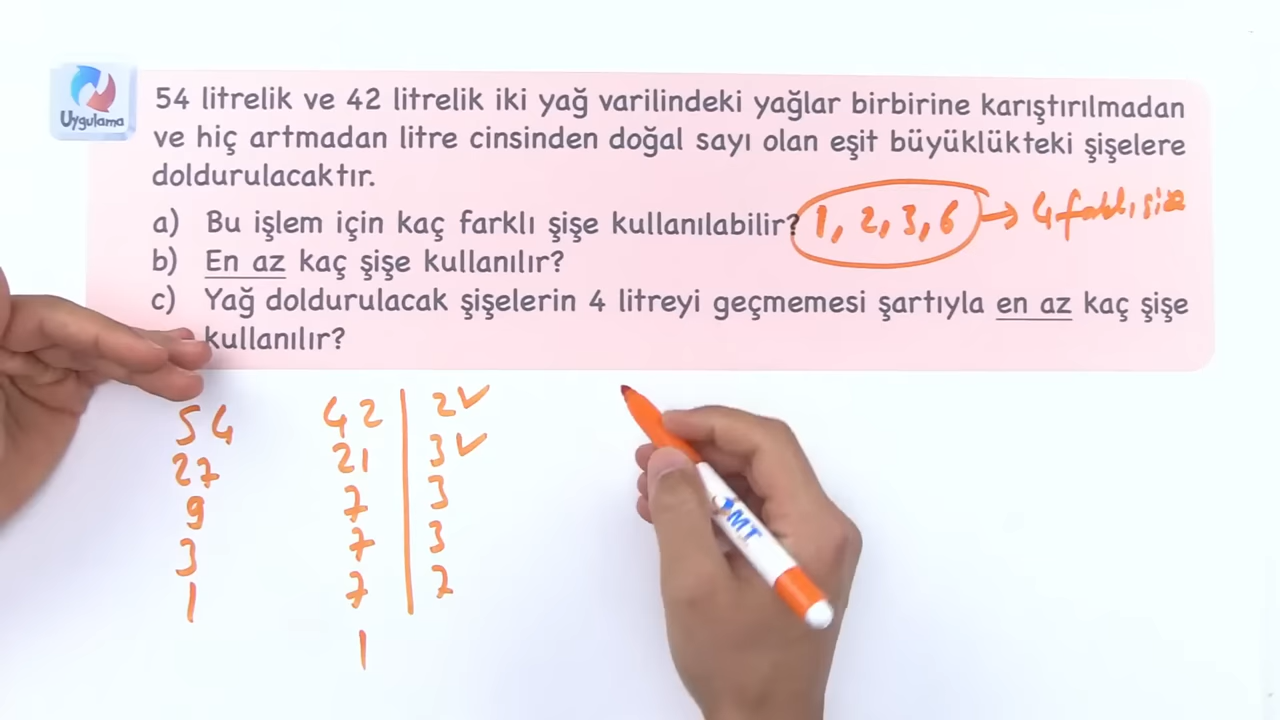 Uygulama
54 litrelik ve 42 litrelik iki yağ varilindeki yağlar birbirine karıştırılmadan
ve hiç artmadan litre cinsinden doğal sayı olan eşit büyüklükteki şişelere
doldurulacaktır.
a) Bu işlem için kaç farklı şişe kullanılabilir? 1, 2, 3, 6 → 4 farklı şişe
b) En az kaç şişe kullanılır?
c) Yağ doldurulacak şişelerin 4 litreyi geçmemesi şartıyla en az kaç şişe
kullanılır?
54 42 2 ✓
27 21 3 ✓
9 7 3
3 7 3
1 7 7
1
MT